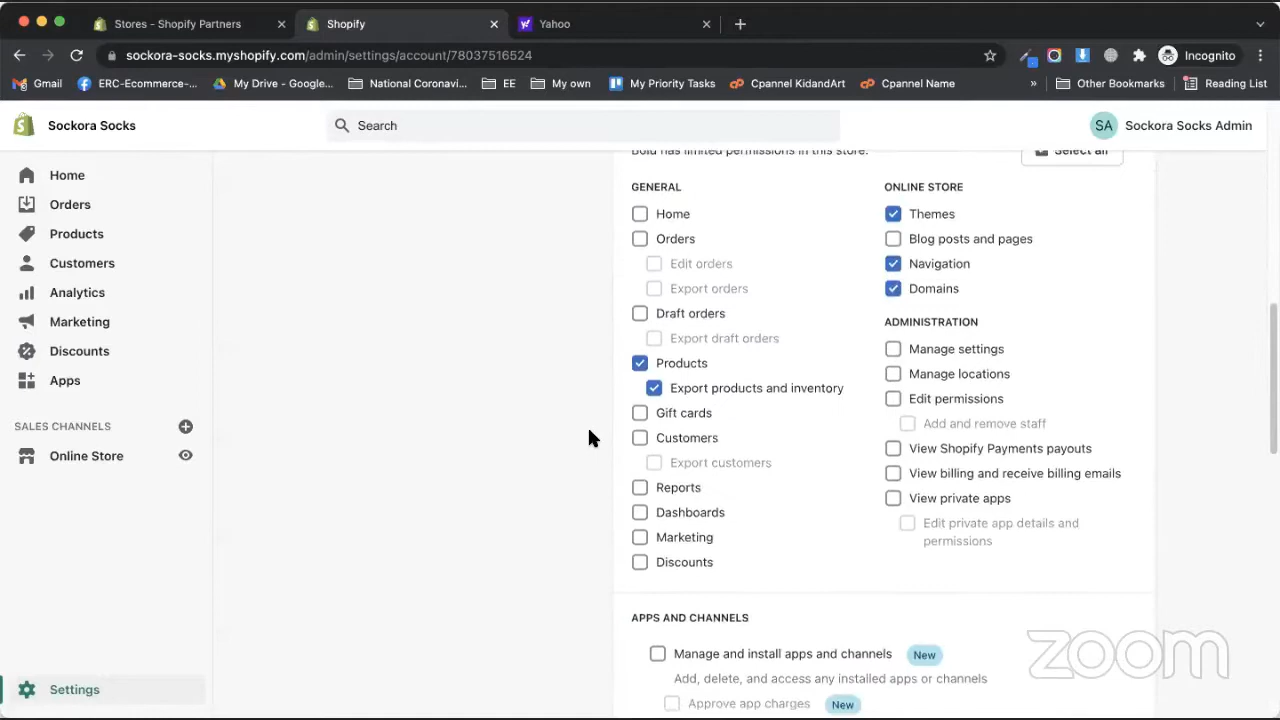 Stores - Shopify Partners
Shopify
Yahoo
sockora-socks.myshopify.com/admin/settings/account/78037516524
Incognito
Gmail
ERC-Ecommerce-...
My Drive - Google...
National Coronavi...
EE
My own
My Priority Tasks
Cpannel KidandArt
Cpannel Name
»
Other Bookmarks
Reading List
Sockora Socks
Search
SA
Sockora Socks Admin
Home
Orders
Products
Customers
Analytics
Marketing
Discounts
Apps
SALES CHANNELS
Online Store
Settings
Bold has limited permissions in this store.
Select all
GENERAL
Home
Orders
Edit orders
Export orders
Draft orders
Export draft orders
Products
Export products and inventory
Gift cards
Customers
Export customers
Reports
Dashboards
Marketing
Discounts
ONLINE STORE
Themes
Blog posts and pages
Navigation
Domains
ADMINISTRATION
Manage settings
Manage locations
Edit permissions
Add and remove staff
View Shopify Payments payouts
View billing and receive billing emails
View private apps
Edit private app details and
permissions
APPS AND CHANNELS
Manage and install apps and channels New
Add, delete, and access any installed apps or channels
Approve app charges New
zoom